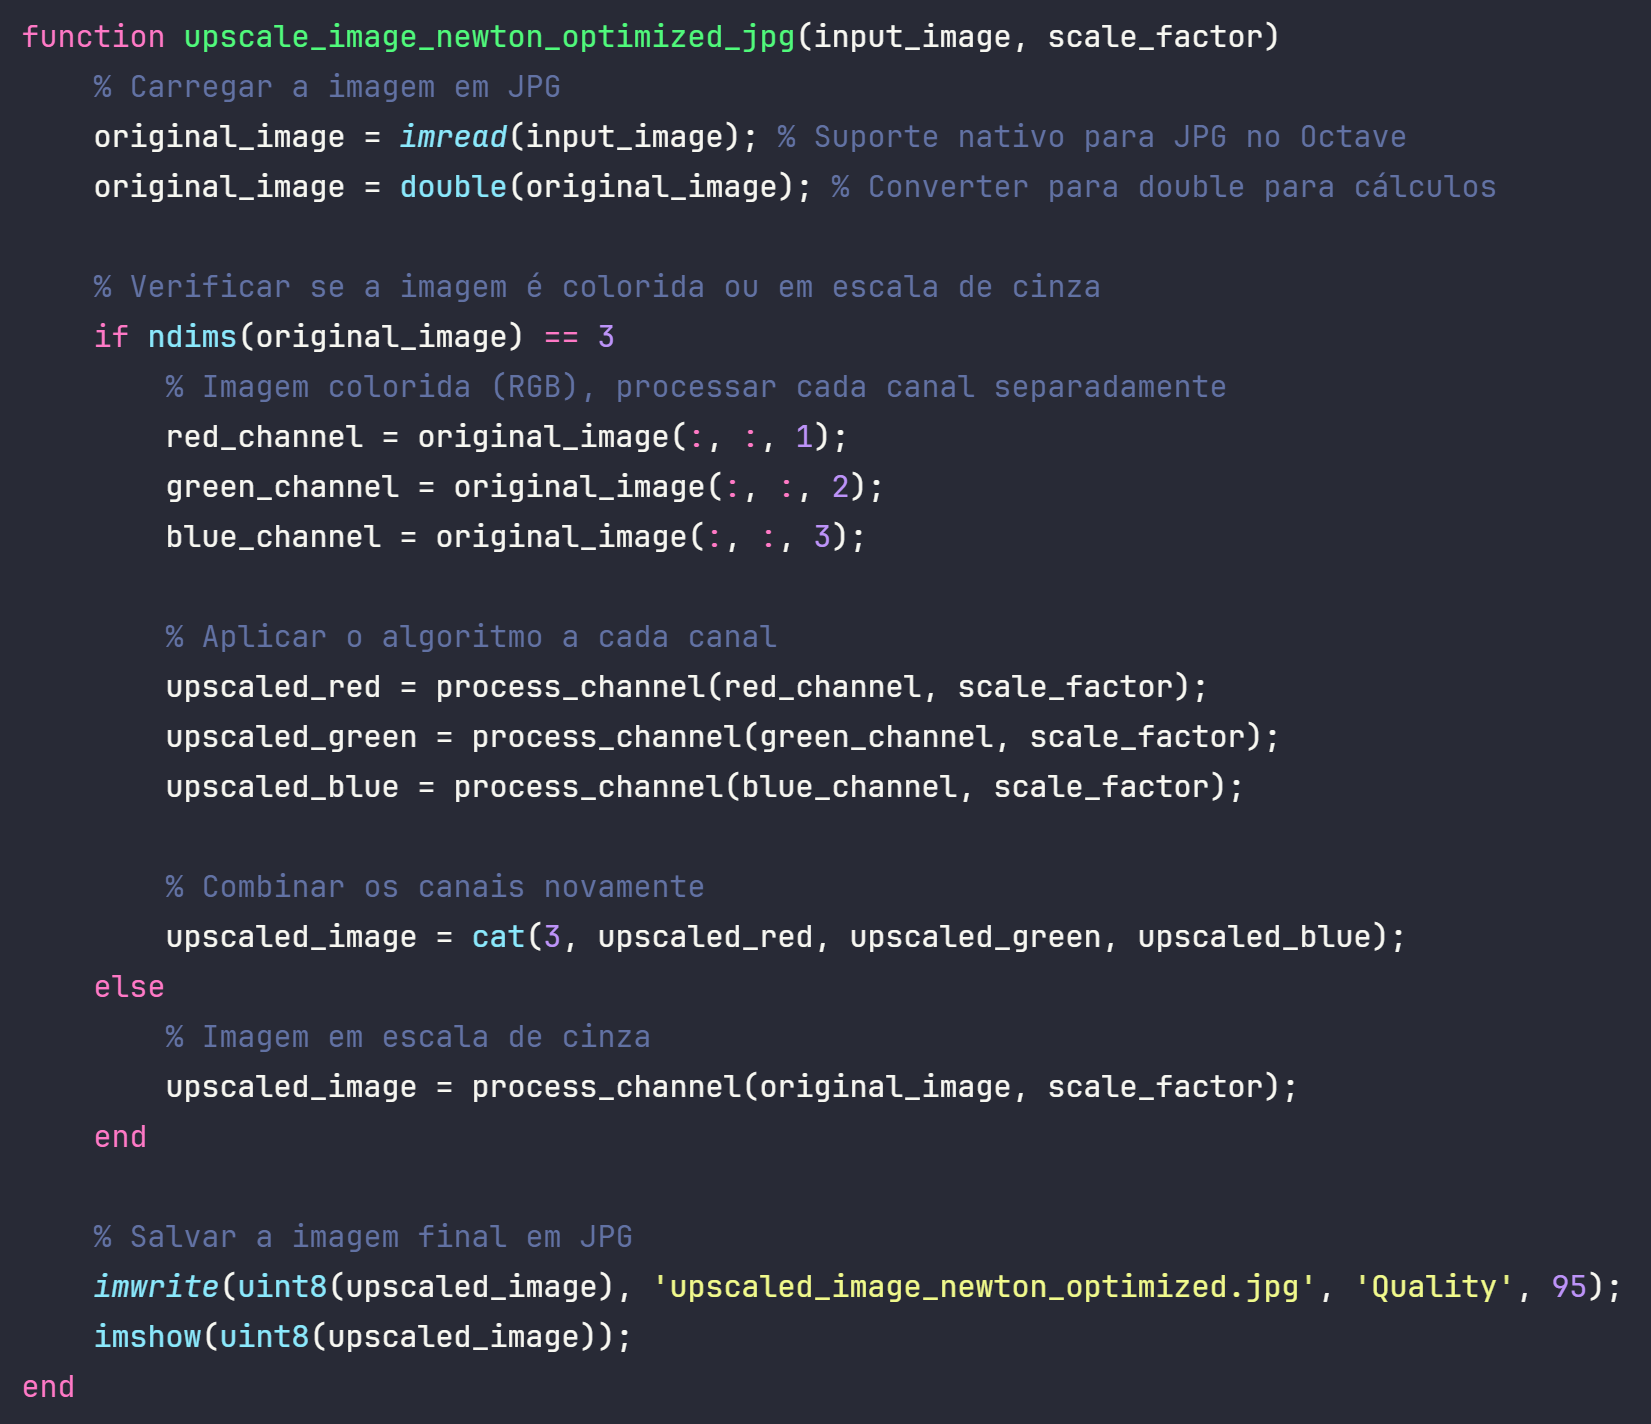 function upscale_image_newton_optimized_jpg(input_image, scale_factor)
    % Carregar a imagem em JPG
    original_image = imread(input_image); % Suporte nativo para JPG no Octave
    original_image = double(original_image); % Converter para double para cálculos

    % Verificar se a imagem é colorida ou em escala de cinza
    if ndims(original_image) == 3
        % Imagem colorida (RGB), processar cada canal separadamente
        red_channel = original_image(:, :, 1);
        green_channel = original_image(:, :, 2);
        blue_channel = original_image(:, :, 3);

        % Aplicar o algoritmo a cada canal
        upscaled_red = process_channel(red_channel, scale_factor);
        upscaled_green = process_channel(green_channel, scale_factor);
        upscaled_blue = process_channel(blue_channel, scale_factor);

        % Combinar os canais novamente
        upscaled_image = cat(3, upscaled_red, upscaled_green, upscaled_blue);
    else
        % Imagem em escala de cinza
        upscaled_image = process_channel(original_image, scale_factor);
    end

    % Salvar a imagem final em JPG
    imwrite(uint8(upscaled_image), 'upscaled_image_newton_optimized.jpg', 'Quality', 95);
    imshow(uint8(upscaled_image));
end